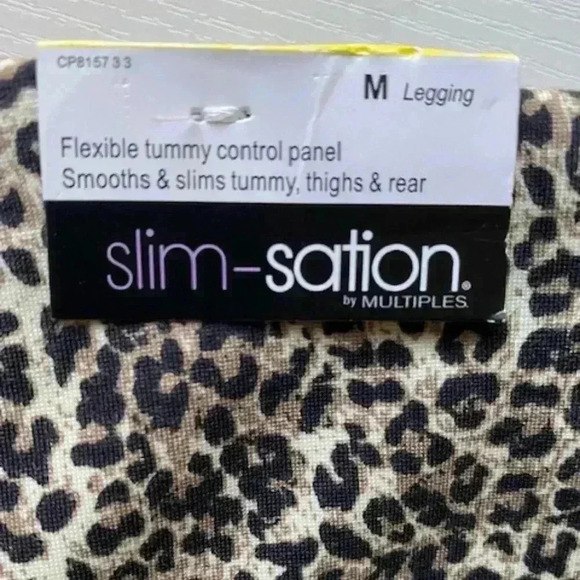 CP8157 3 3
M Legging
Flexible tummy control panel
Smooths & slims tummy, thighs & rear
slim-sation®
by MULTIPLES